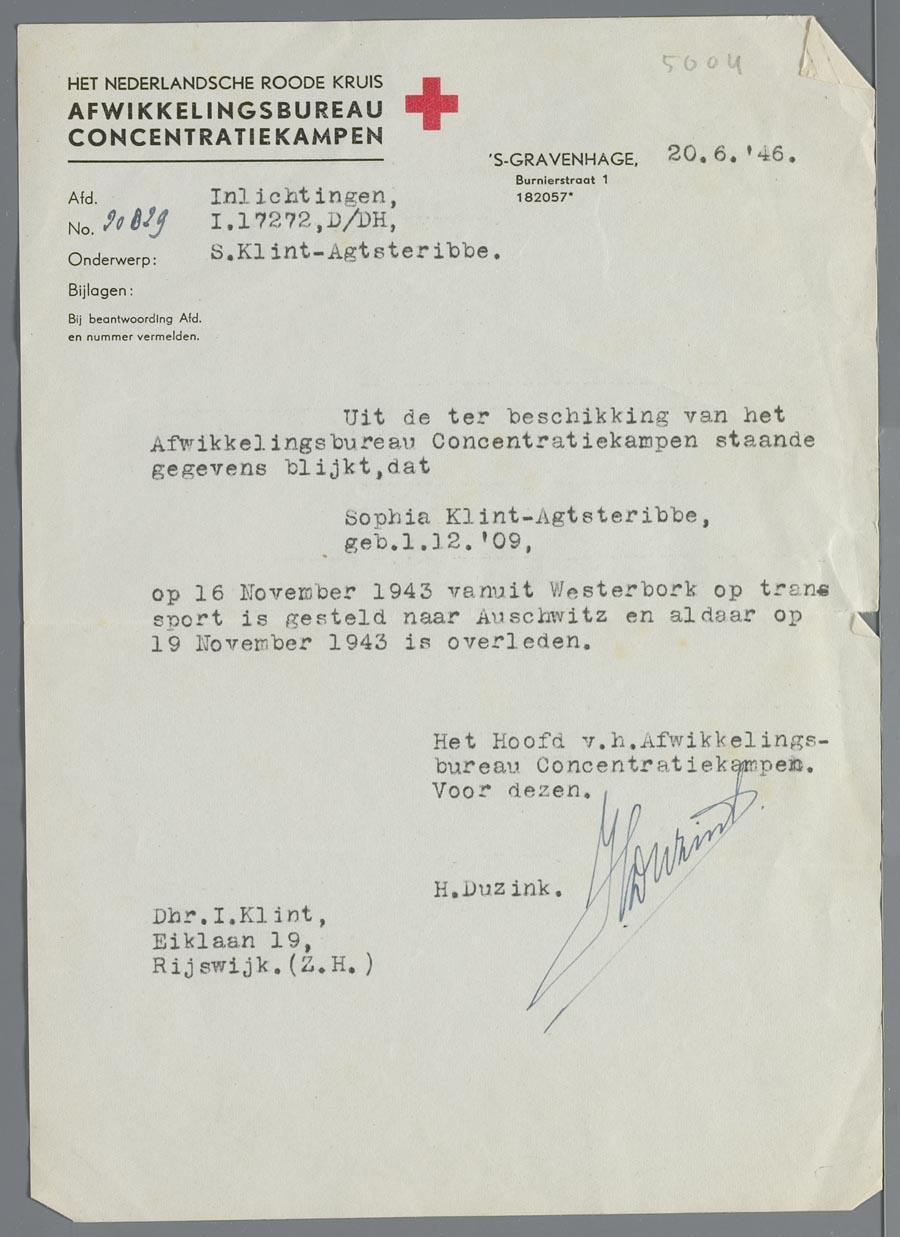 5004
HET NEDERLANDSCHE ROODE KRUIS
AFWIKKELINGSBUREAU
CONCENTRATIEKAMPEN
'S-GRAVENHAGE, 20.6.'46.
Burnierstraat 1
182057*
Afd. Inlichtingen,
No. 20829 I.17272,D/DH,
Onderwerp: S.Klint-Agtsteribbe.
Bijlagen:
Bij beantwoording Afd.
en nummer vermelden.
Uit de ter beschikking van het
Afwikkelingsbureau Concentratiekampen staande
gegevens blijkt,dat
Sophia Klint-Agtsteribbe,
geb.1.12.'09,
op 16 November 1943 vanuit Westerbork op trans
sport is gesteld naar Auschwitz en aldaar op
19 November 1943 is overleden.
Het Hoofd v.h.Afwikkelings-
bureau Concentratiekampen.
Voor dezen.
H.Duzink.
Dhr.I.Klint,
Eiklaan 19,
Rijswijk.(Z.H.)